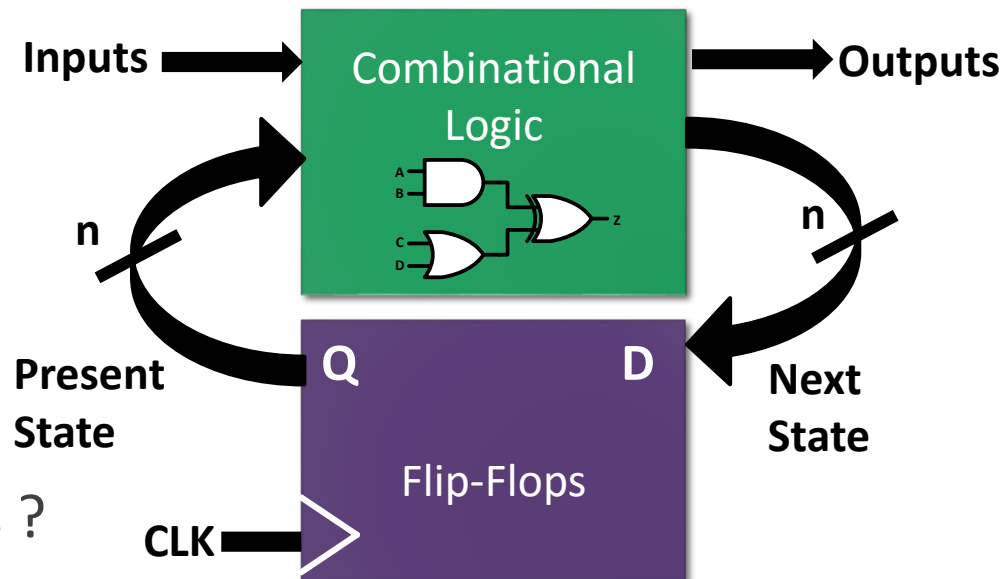 Inputs
Combinational
Logic
Outputs
A
B
C
D
Z
n
n
Q
D
Present
State
Next
State
Flip-Flops
?
CLK